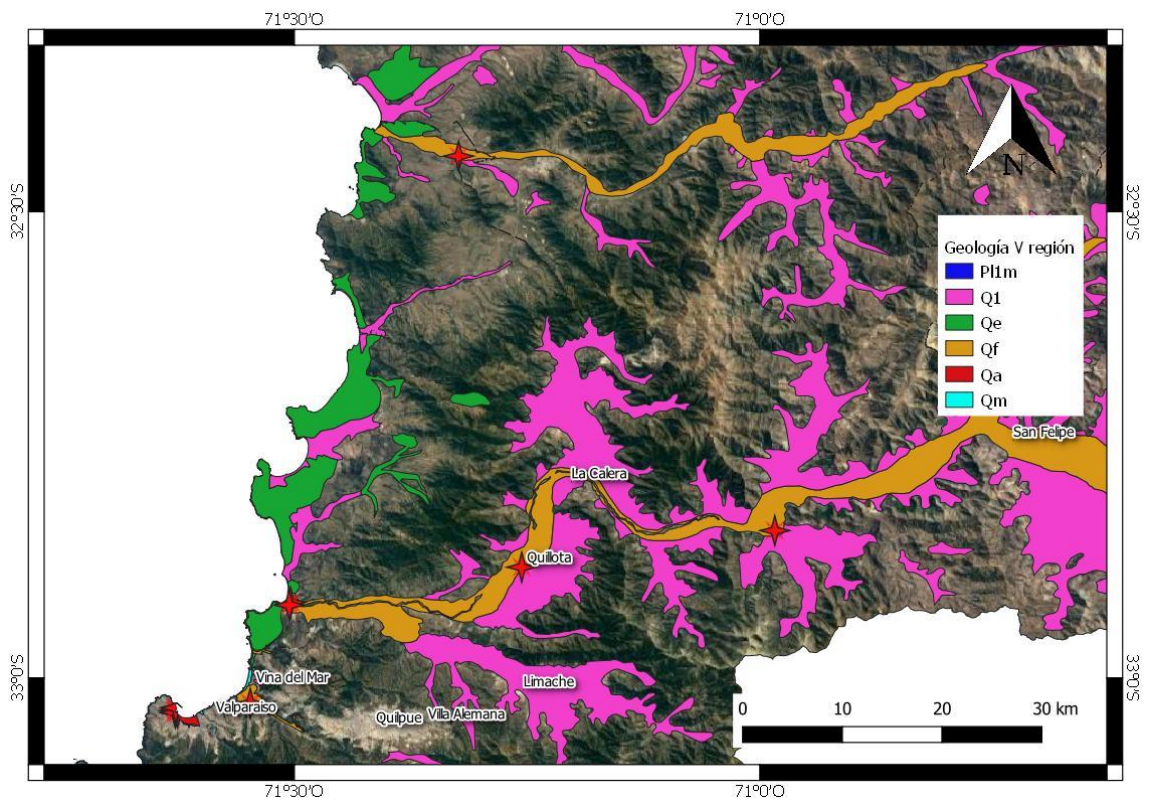 71°30'O 71°0'O
N
32°30'S
32°30'S
Geología V región
Pl1m
Q1
Qe
Qf
Qa
Qm
San Felipe
La Calera
Quillota
Vina del Mar
Limache
Valparaiso
Quilpue
Villa Alemana
33°0'S
33°0'S
0 10 20 30 km
71°30'O 71°0'O